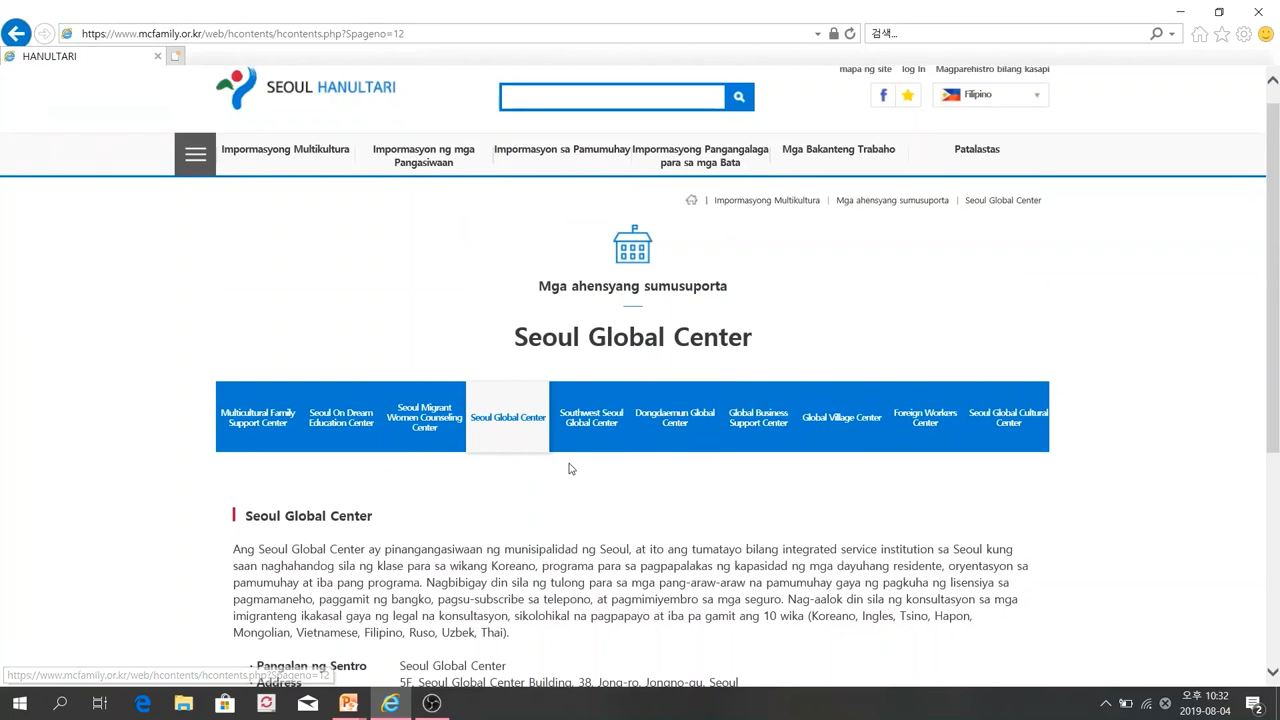 https://www.mcfamily.or.kr/web/hcontents/hcontents.php?Spageno=12
검색...
HANULTARI
mapa ng site log In Magparehistro bilang kasapi
SEOUL HANULTARI
Filipino
Impormasyong Multikultura
Impormasyon ng mga
Pangasiwaan
Impormasyon sa Pamumuhay
Impormasyong Pangangalaga
para sa mga Bata
Mga Bakanteng Trabaho
Patalastas
Impormasyong Multikultura | Mga ahensyang sumusuporta | Seoul Global Center
Mga ahensyang sumusuporta
Seoul Global Center
Multicultural Family
Support Center
Seoul On Dream
Education Center
Seoul Migrant
Women Counseling
Center
Seoul Global Center
Southwest Seoul
Global Center
Dongdaemun Global
Center
Global Business
Support Center
Global Village Center
Foreign Workers
Center
Seoul Global Cultural
Center
Seoul Global Center
Ang Seoul Global Center ay pinangangasiwaan ng munisipalidad ng Seoul, at ito ang tumatayo bilang integrated service institution sa Seoul kung
saan naghahandog sila ng klase para sa wikang Koreano, programa para sa pagpapalakas ng kapasidad ng mga dayuhang residente, oryentasyon sa
pamumuhay at iba pang programa. Nagbibigay din sila ng tulong para sa mga pang-araw-araw na pamumuhay gaya ng pagkuha ng lisensiya sa
pagmamaneho, paggamit ng bangko, pagsu-subscribe sa telepono, at pagmimiyembro sa mga seguro. Nag-aalok din sila ng konsultasyon sa mga
imigranteng ikakasal gaya ng legal na konsultasyon, sikolohikal na pagpapayo at iba pa gamit ang 10 wika (Koreano, Ingles, Tsino, Hapon,
Mongolian, Vietnamese, Filipino, Ruso, Uzbek, Thai).
· Pangalan ng Sentro Seoul Global Center
· Address 5F, Seoul Global Center Building, 38, Jong-ro, Jongno-gu, Seoul
https://www.mcfamily.or.kr/web/hcontents/hcontents.php?Spageno=12
오후 10:32
2019-08-04
2